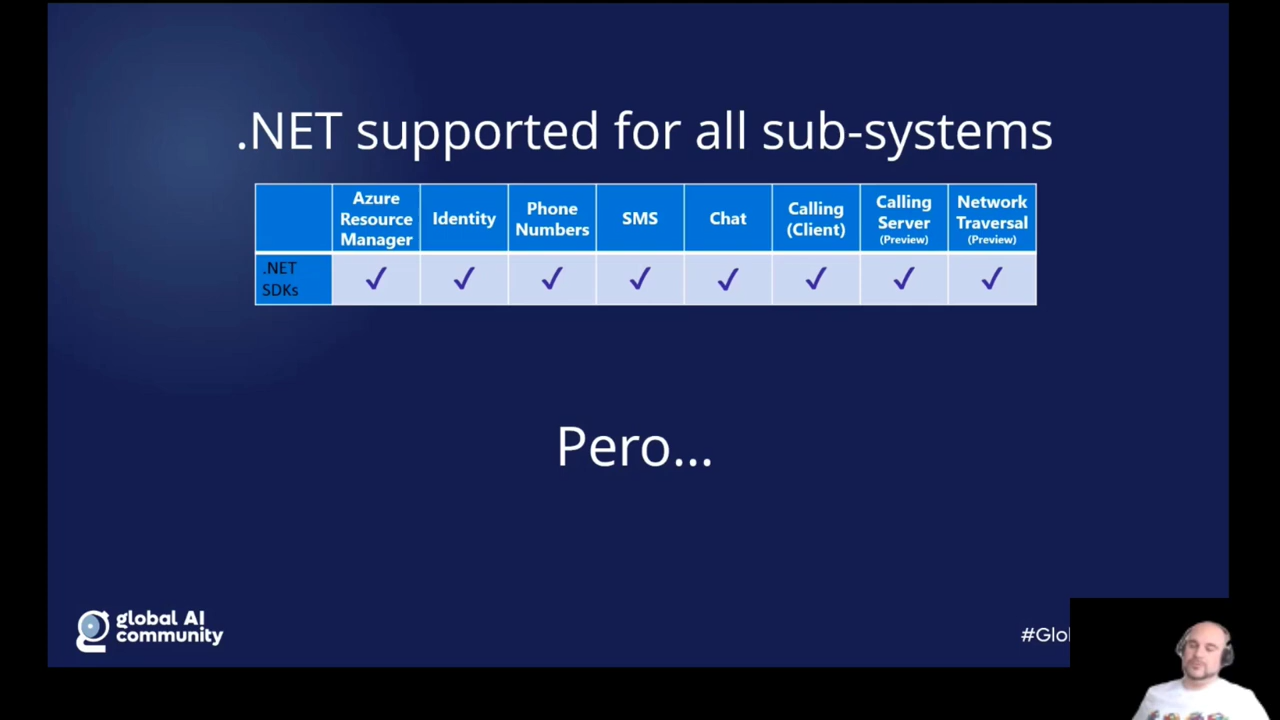 .NET supported for all sub-systems
Azure
Resource
Manager
Identity
Phone
Numbers
SMS
Chat
Calling
(Client)
Calling
Server
(Preview)
Network
Traversal
(Preview)
.NET
SDKs
Pero...
global AI
community
#Glo